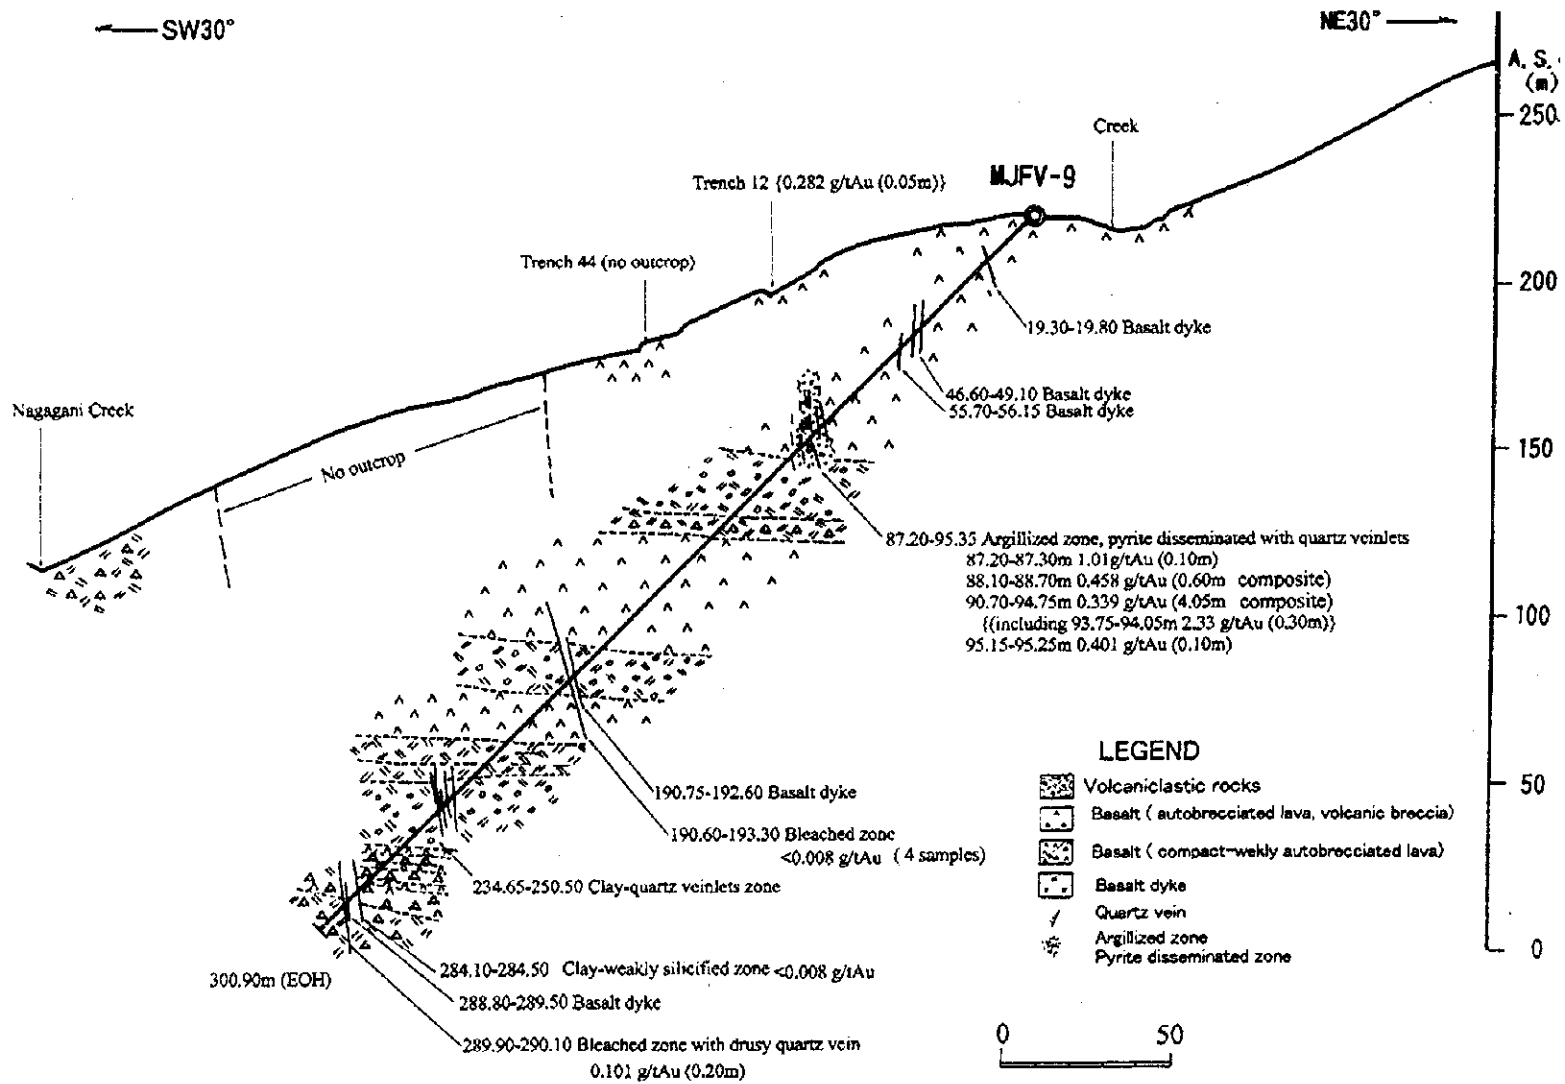 SW30°
NE30°
A. S.
(m)
250
Creek
MJFV-9
Trench 12 {0.282 g/tAu (0.05m)}
Trench 44 (no outcrop)
200
19.30-19.80 Basalt dyke
46.60-49.10 Basalt dyke
55.70-56.15 Basalt dyke
Nagagani Creek
150
No outcrop
87.20-95.35 Argillized zone, pyrite disseminated with quartz veinlets
87.20-87.30m 1.01g/tAu (0.10m)
88.10-88.70m 0.458 g/tAu (0.60m composite)
90.70-94.75m 0.339 g/tAu (4.05m composite)
{(including 93.75-94.05m 2.33 g/tAu (0.30m)}
95.15-95.25m 0.401 g/tAu (0.10m)
100
LEGEND
Volcaniclastic rocks
Basalt ( autobrecciated lava, volcanic breccia)
Basalt ( compact-wekly autobrecciated lava)
Basalt dyke
Quartz vein
Argillized zone
Pyrite disseminated zone
50
190.75-192.60 Basalt dyke
190.60-193.30 Bleached zone
<0.008 g/tAu ( 4 samples)
234.65-250.50 Clay-quartz veinlets zone
0
284.10-284.50 Clay-weakly silicified zone <0.008 g/tAu
300.90m (EOH)
288.80-289.50 Basalt dyke
289.90-290.10 Bleached zone with drusy quartz vein
0.101 g/tAu (0.20m)
0 50